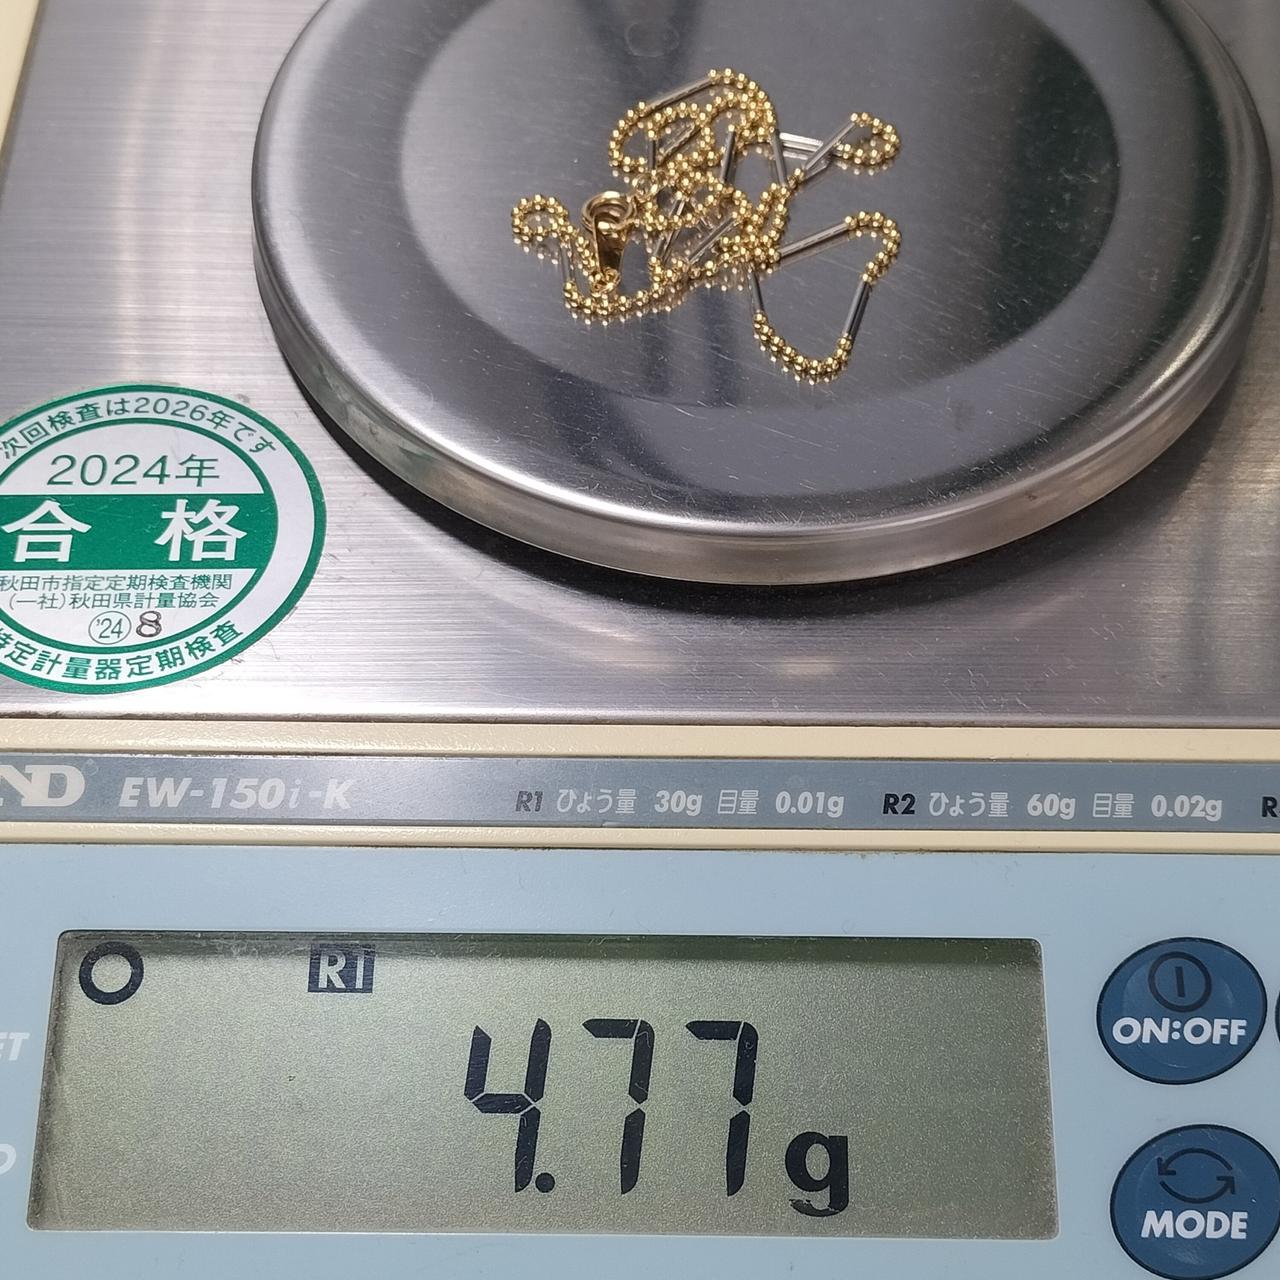 次回検査は2026年です
2024年
合格
秋田市指定定期検査機関
(一社)秋田県計量協会
'24 8
特定計量器定期検査
ND EW-150i-K R1 ひょう量 30g 目量 0.01g R2 ひょう量 60g 目量 0.02g R
R1
4.77g
ON:OFF
MODE